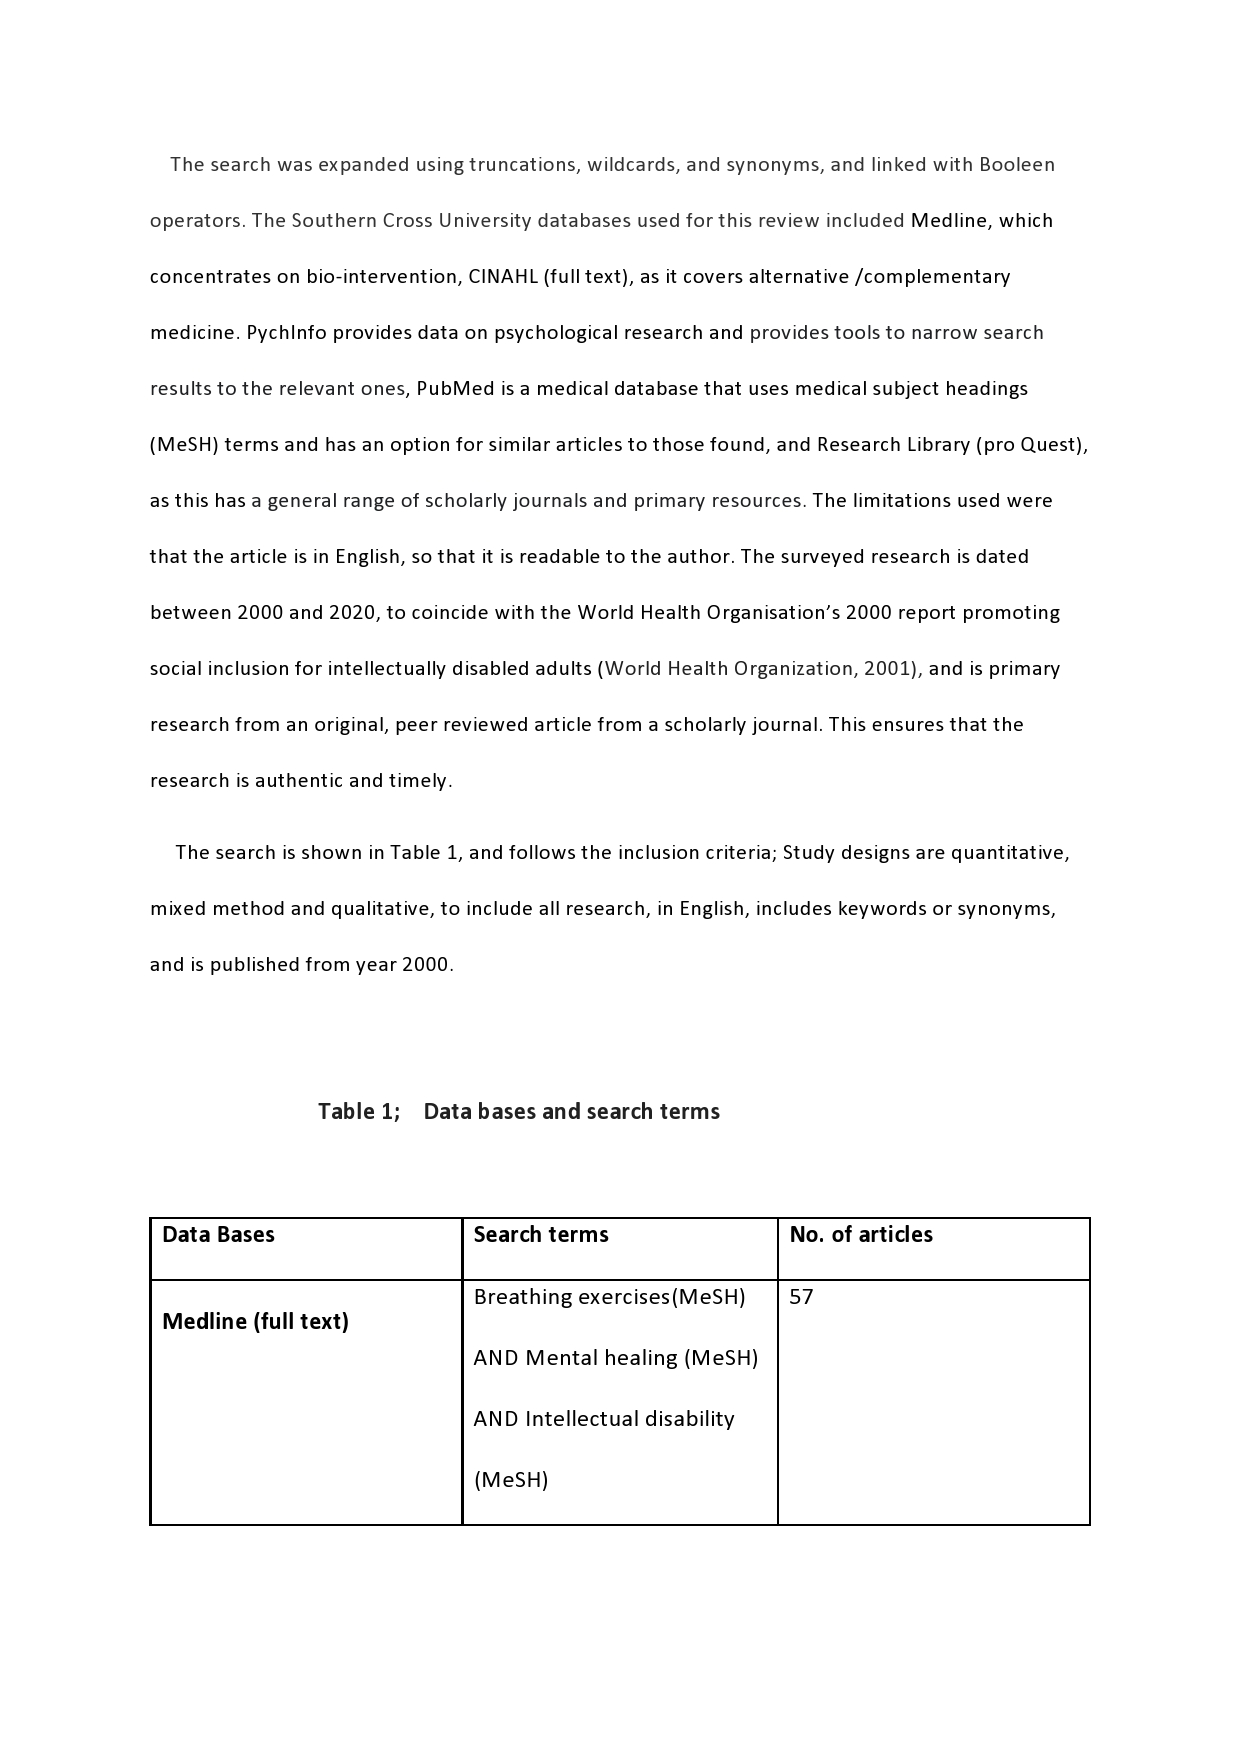 The search was expanded using truncations, wildcards, and synonyms, and linked with Booleen
operators. The Southern Cross University databases used for this review included Medline, which
concentrates on bio-intervention, CINAHL (full text), as it covers alternative /complementary
medicine. PychInfo provides data on psychological research and provides tools to narrow search
results to the relevant ones, PubMed is a medical database that uses medical subject headings
(MeSH) terms and has an option for similar articles to those found, and Research Library (pro Quest),
as this has a general range of scholarly journals and primary resources. The limitations used were
that the article is in English, so that it is readable to the author. The surveyed research is dated
between 2000 and 2020, to coincide with the World Health Organisation’s 2000 report promoting
social inclusion for intellectually disabled adults (World Health Organization, 2001), and is primary
research from an original, peer reviewed article from a scholarly journal. This ensures that the
research is authentic and timely.
The search is shown in Table 1, and follows the inclusion criteria; Study designs are quantitative,
mixed method and qualitative, to include all research, in English, includes keywords or synonyms,
and is published from year 2000.
Table 1; Data bases and search terms
Data Bases Search terms No. of articles
Medline (full text)
Breathing exercises(MeSH)
AND Mental healing (MeSH)
AND Intellectual disability
(MeSH)
57